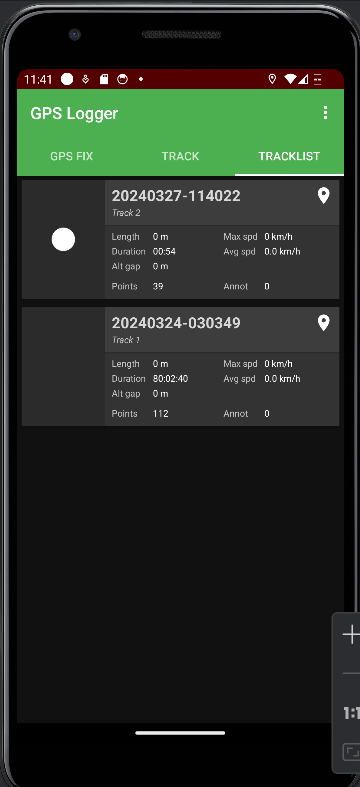 11:41
GPS Logger
GPS FIX TRACK TRACKLIST
20240327-114022
Track 2
Length 0 m Max spd 0 km/h
Duration 00:54 Avg spd 0.0 km/h
Alt gap 0 m
Points 39 Annot 0
20240324-030349
Track 1
Length 0 m Max spd 0 km/h
Duration 80:02:40 Avg spd 0.0 km/h
Alt gap 0 m
Points 112 Annot 0
1:1